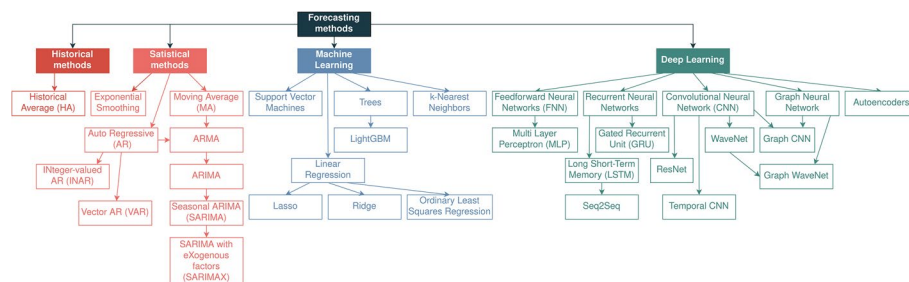 Forecasting
methods
Historical
methods
Satistical
methods
Machine
Learning
Deep Learning
Historical
Average (HA)
Exponential
Smoothing
Moving Average
(MA)
Support Vector
Machines
Trees
k-Nearest
Neighbors
Feedforward Neural
Networks (FNN)
Recurrent Neural
Networks
Convolutional Neural
Network (CNN)
Graph Neural
Network
Autoencoders
Auto Regressive
(AR)
ARMA
LightGBM
Multi Layer
Perceptron (MLP)
Gated Recurrent
Unit (GRU)
WaveNet
Graph CNN
INteger-valued
AR (INAR)
ARIMA
Linear
Regression
Long Short-Term
Memory (LSTM)
ResNet
Graph WaveNet
Vector AR (VAR)
Seasonal ARIMA
(SARIMA)
Lasso
Ridge
Ordinary Least
Squares Regression
Seq2Seq
Temporal CNN
SARIMA with
eXogenous
factors
(SARIMAX)